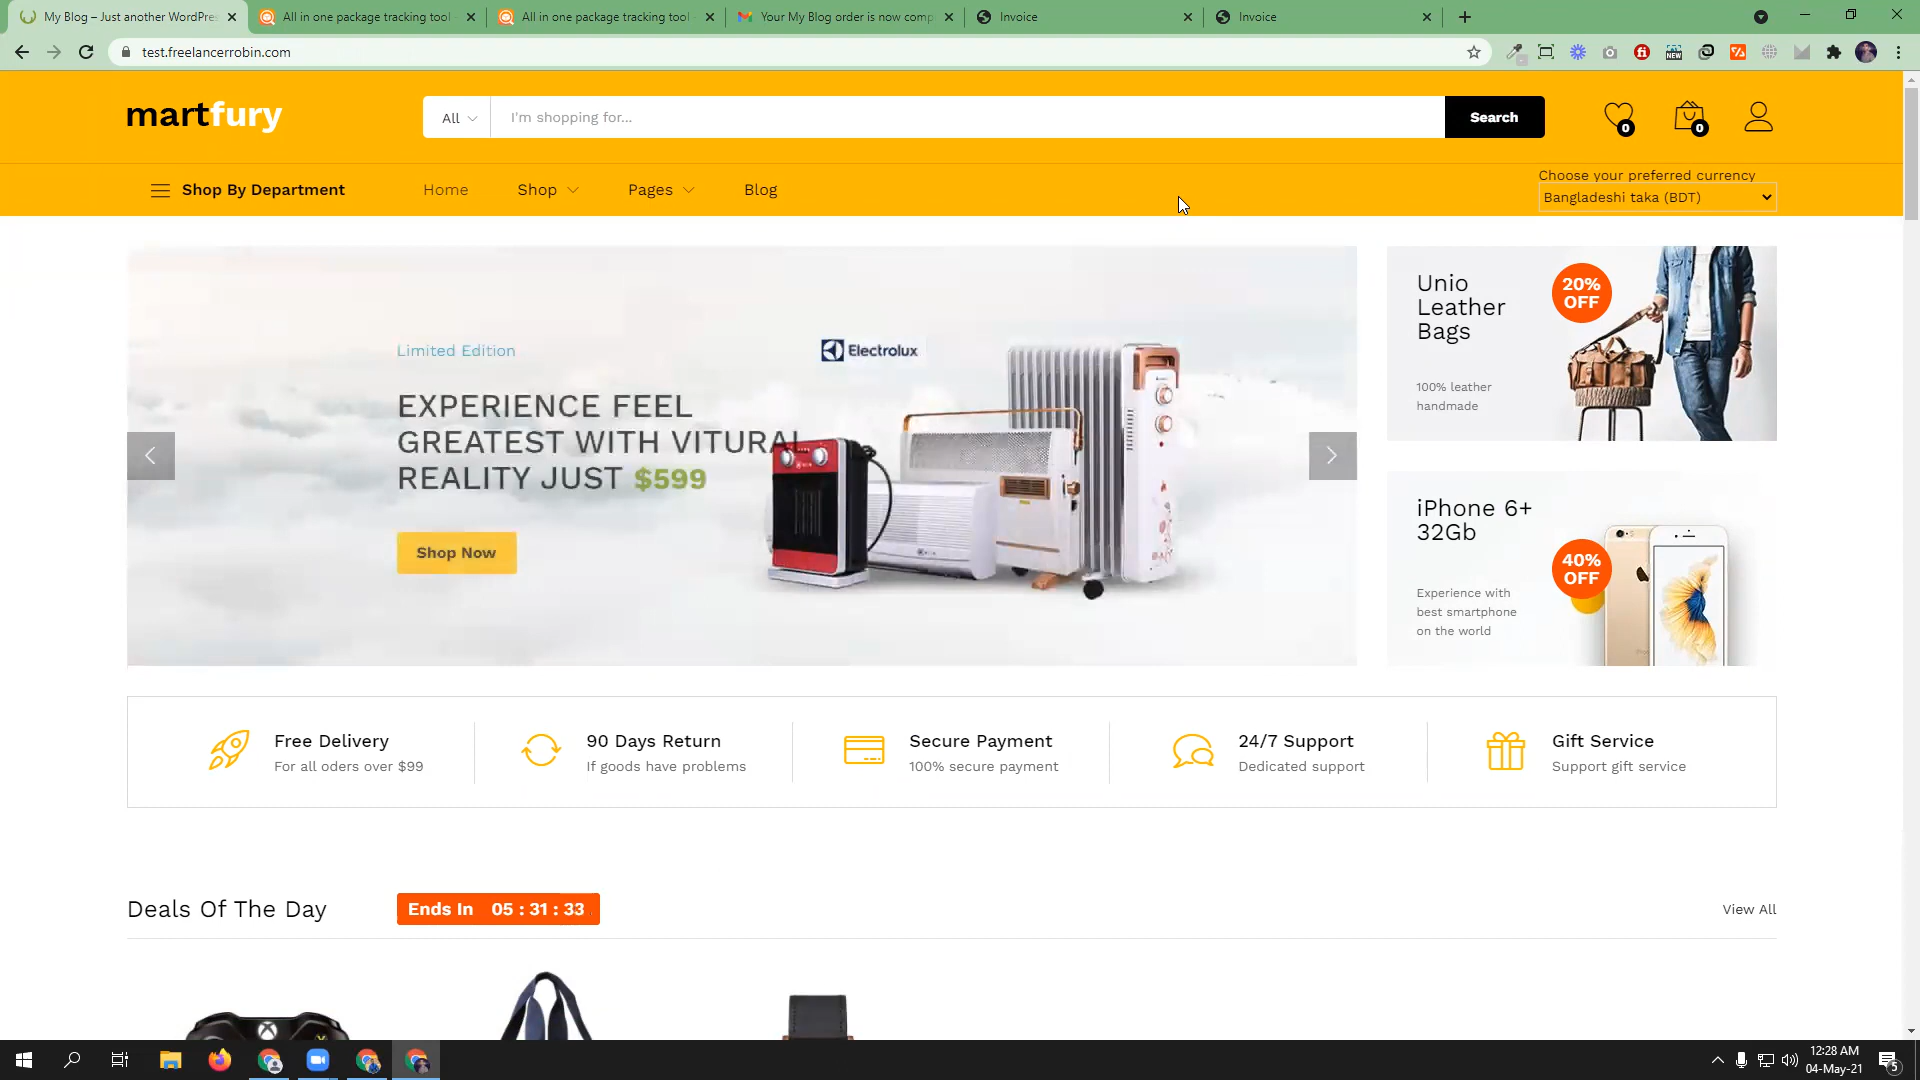 My Blog – Just another WordPres
All in one package tracking tool
All in one package tracking tool
Your My Blog order is now comp
Invoice
Invoice
test.freelancerrobin.com
NEW
martfury
All
I'm shopping for...
Search
0
0
Shop By Department
Home
Shop
Pages
Blog
Choose your preferred currency
Bangladeshi taka (BDT)
Limited Edition
EXPERIENCE FEEL
GREATEST WITH VITURAL
REALITY JUST $599
Shop Now
Electrolux
Unio
Leather
Bags
20%
OFF
100% leather
handmade
iPhone 6+
32Gb
40%
OFF
Experience with
best smartphone
on the world
Free Delivery
For all oders over $99
90 Days Return
If goods have problems
Secure Payment
100% secure payment
24/7 Support
Dedicated support
Gift Service
Support gift service
Deals Of The Day
Ends In 05 : 31 : 33
View All
12:28 AM
04-May-21
5